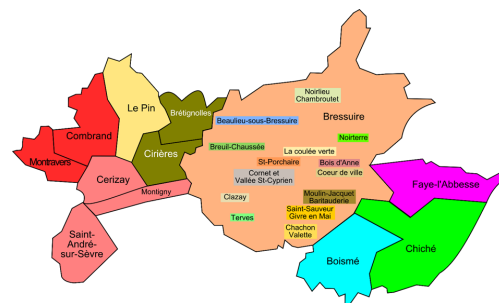 Noirlieu
Chambroutet
Brétignolles
Le Pin
Bressuire
Beaulieu-sous-Bressuire
Combrand
Noirterre
Breuil-Chaussée
La coulée verte
Cirières
St-Porchaire
Bois d'Anne
Montravers
Cerizay
Cornet et
Vallée St-Cyprien
Coeur de ville
Faye-l'Abbesse
Montigny
Clazay
Moulin-Jacquet
Baritauderie
Saint-Sauveur
Givre en Mai
Terves
Chachon
Valette
Saint-
André-
sur-Sèvre
Boismé
Chiché